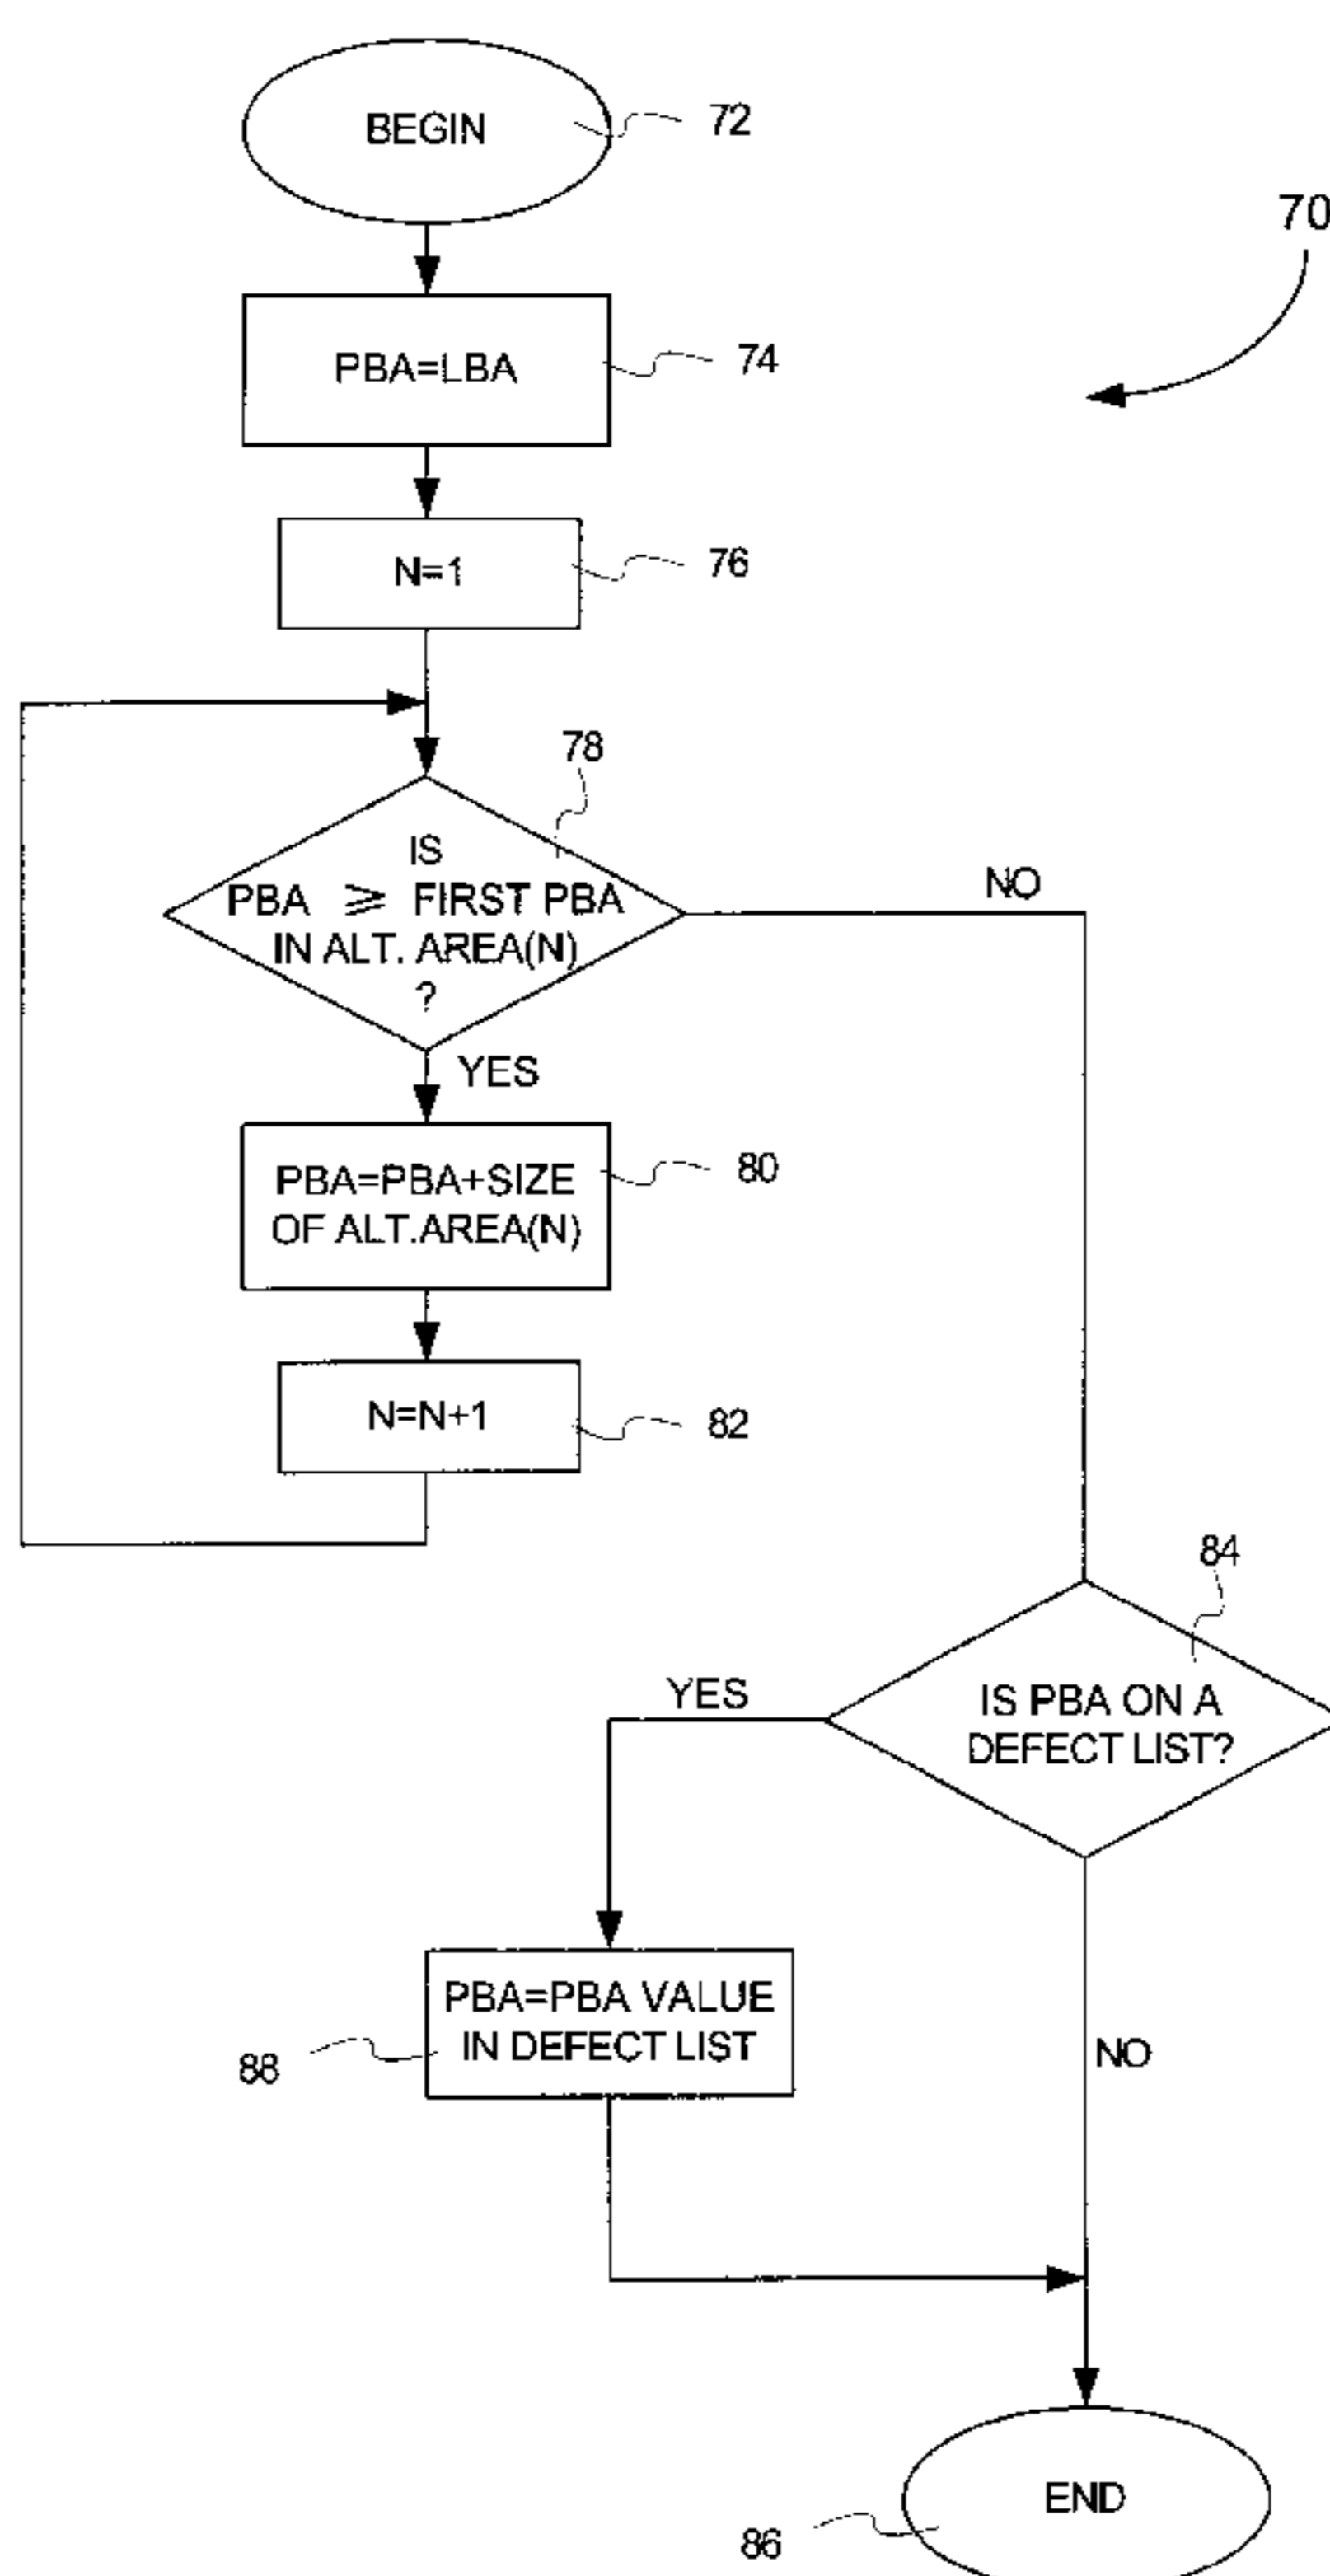 BEGIN
72
70
PBA=LBA
74
N=1
76
78
IS
PBA ≥ FIRST PBA
IN ALT. AREA(N)
?
NO
YES
PBA=PBA+SIZE
OF ALT.AREA(N)
80
N=N+1
82
84
IS PBA ON A
DEFECT LIST?
YES
PBA=PBA VALUE
IN DEFECT LIST
88
NO
END
86